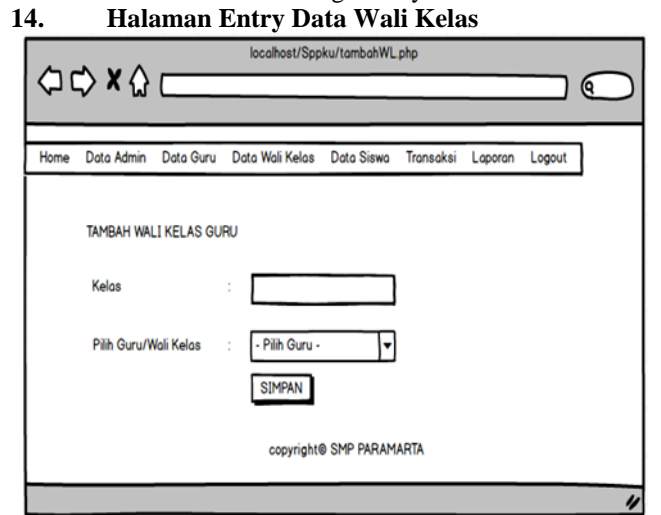 14. Halaman Entry Data Wali Kelas
localhost/Sppku/tambahWL.php
Home Data Admin Data Guru Data Wali Kelas Data Siswa Transaksi Laporan Logout
TAMBAH WALI KELAS GURU
Kelas :
Pilih Guru/Wali Kelas : - Pilih Guru -
SIMPAN
copyright© SMP PARAMARTA